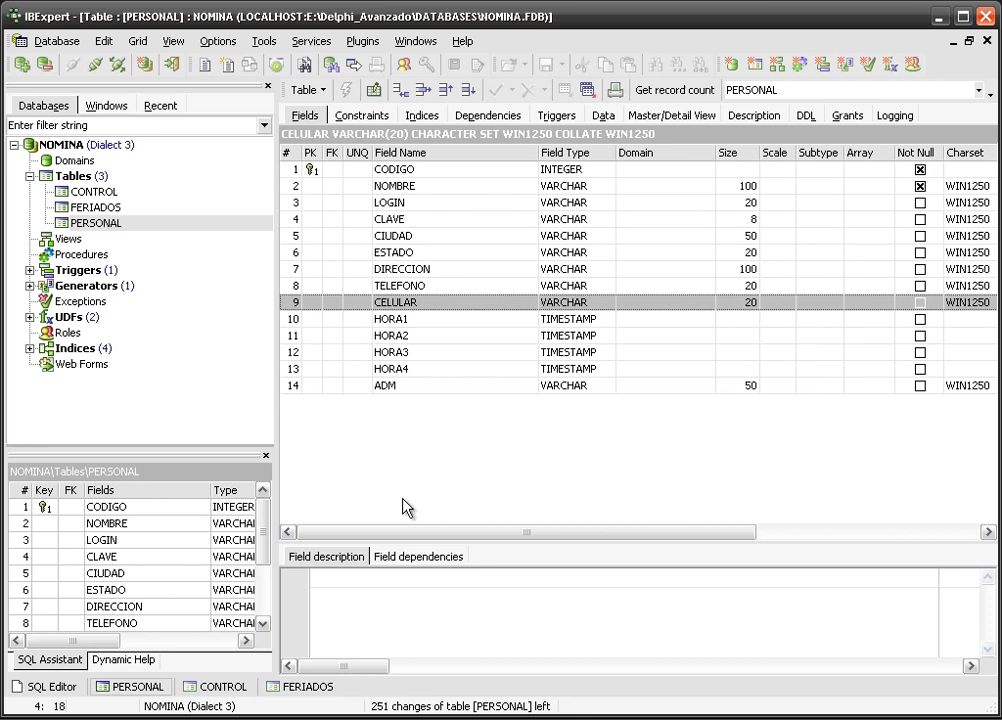 IBExpert - [Table : [PERSONAL] : NOMINA (LOCALHOST:E:\Delphi_Avanzado\DATABASES\NOMINA.FDB)]
Database Edit Grid View Options Tools Services Plugins Windows Help
Table Get record count PERSONAL
Databases Windows Recent
Enter filter string
NOMINA (Dialect 3)
Domains
Tables (3)
CONTROL
FERIADOS
PERSONAL
Views
Procedures
Triggers (1)
Generators (1)
Exceptions
UDFs (2)
Roles
Indices (4)
Web Forms
NOMINA\Tables\PERSONAL
# Key FK Fields Type
1 1 CODIGO INTEGER
2 NOMBRE VARCHA
3 LOGIN VARCHA
4 CLAVE VARCHA
5 CIUDAD VARCHA
6 ESTADO VARCHA
7 DIRECCION VARCHA
8 TELEFONO VARCHA
SQL Assistant Dynamic Help
Fields Constraints Indices Dependencies Triggers Data Master/Detail View Description DDL Grants Logging
CELULAR VARCHAR(20) CHARACTER SET WIN1250 COLLATE WIN1250
# PK FK UNQ Field Name Field Type Domain Size Scale Subtype Array Not Null Charset
1 1 CODIGO INTEGER
2 NOMBRE VARCHAR 100 WIN1250
3 LOGIN VARCHAR 20 WIN1250
4 CLAVE VARCHAR 8 WIN1250
5 CIUDAD VARCHAR 50 WIN1250
6 ESTADO VARCHAR 20 WIN1250
7 DIRECCION VARCHAR 100 WIN1250
8 TELEFONO VARCHAR 20 WIN1250
9 CELULAR VARCHAR 20 WIN1250
10 HORA1 TIMESTAMP
11 HORA2 TIMESTAMP
12 HORA3 TIMESTAMP
13 HORA4 TIMESTAMP
14 ADM VARCHAR 50 WIN1250
Field description Field dependencies
SQL Editor PERSONAL CONTROL FERIADOS
4: 18 NOMINA (Dialect 3) 251 changes of table [PERSONAL] left